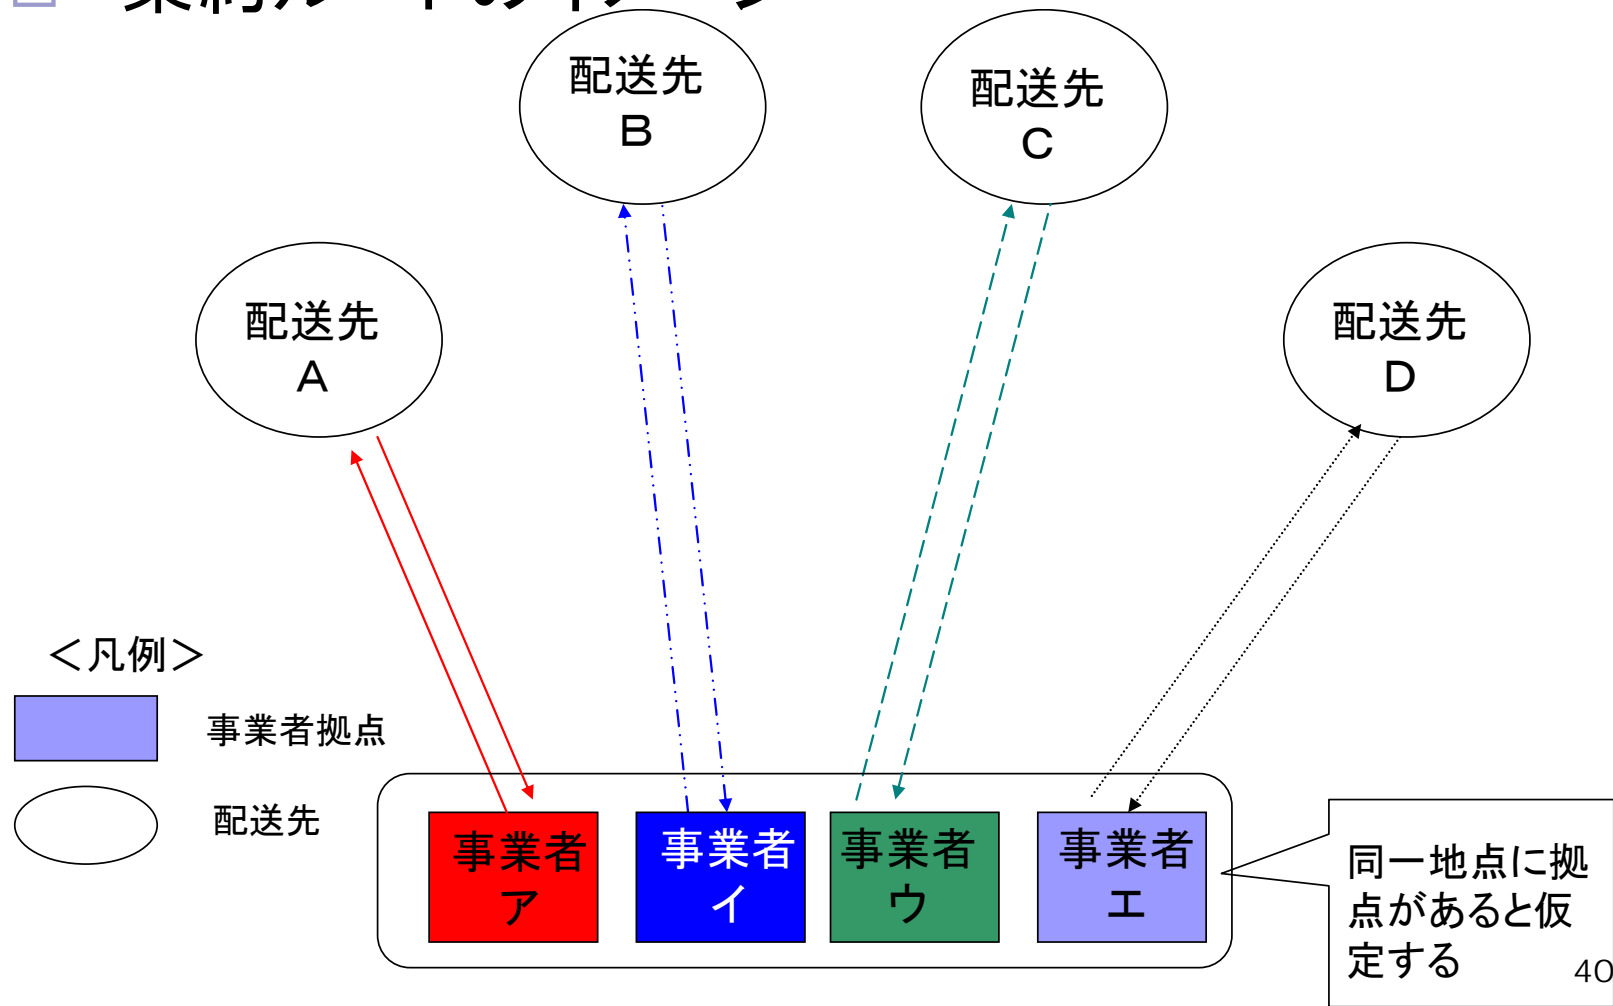 配送先
B
配送先
C
配送先
A
配送先
D
＜凡例＞
事業者拠点
配送先
事業者
ア
事業者
イ
事業者
ウ
事業者
エ
同一地点に拠
点があると仮
定する
40